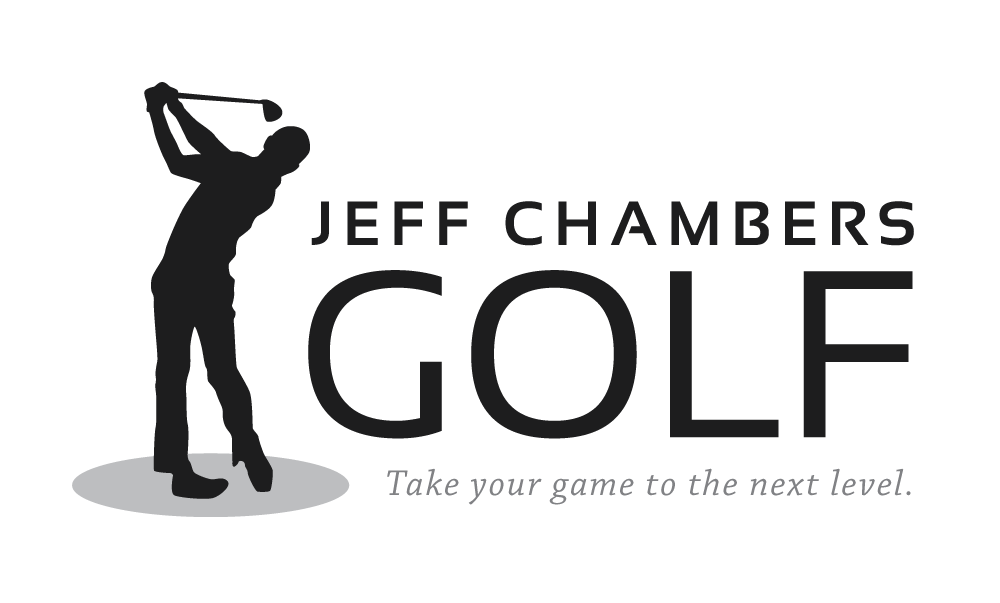 JEFF CHAMBERS
GOLF
Take your game to the next level.